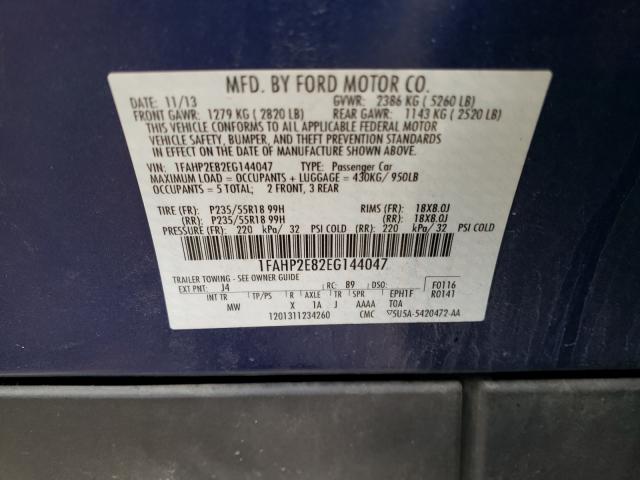 MFD. BY FORD MOTOR CO.
DATE: 11/13 GVWR: 2386 KG ( 5260 LB)
FRONT GAWR: 1279 KG ( 2820 LB) REAR GAWR: 1143 KG ( 2520 LB)
THIS VEHICLE CONFORMS TO ALL APPLICABLE FEDERAL MOTOR
VEHICLE SAFETY, BUMPER, AND THEFT PREVENTION STANDARDS
IN EFFECT ON THE DATE OF MANUFACTURE SHOWN ABOVE.
VIN: 1FAHP2E82EG144047 TYPE: Passenger Car
MAXIMUM LOAD = OCCUPANTS + LUGGAGE = 430KG/ 950LB
OCCUPANTS = 5 TOTAL; 2 FRONT, 3 REAR
TIRE (FR): P235/55R18 99H RIMS (FR): 18X8.0J
(RR): P235/55R18 99H (RR): 18X8.0J
PRESSURE (FR): 220 kPa/ 32 PSI COLD (RR): 220 kPa/ 32 PSI COLD
1FAHP2E82EG144047
TRAILER TOWING - SEE OWNER GUIDE
EXT PNT: J4 RC: 89 DSO: F0116
INT TR TP/PS R AXLE TR SPR EPH1F R0141
MW X 1A J AAAA TOA
1201311234260 CMC 5U5A-5420472-AA